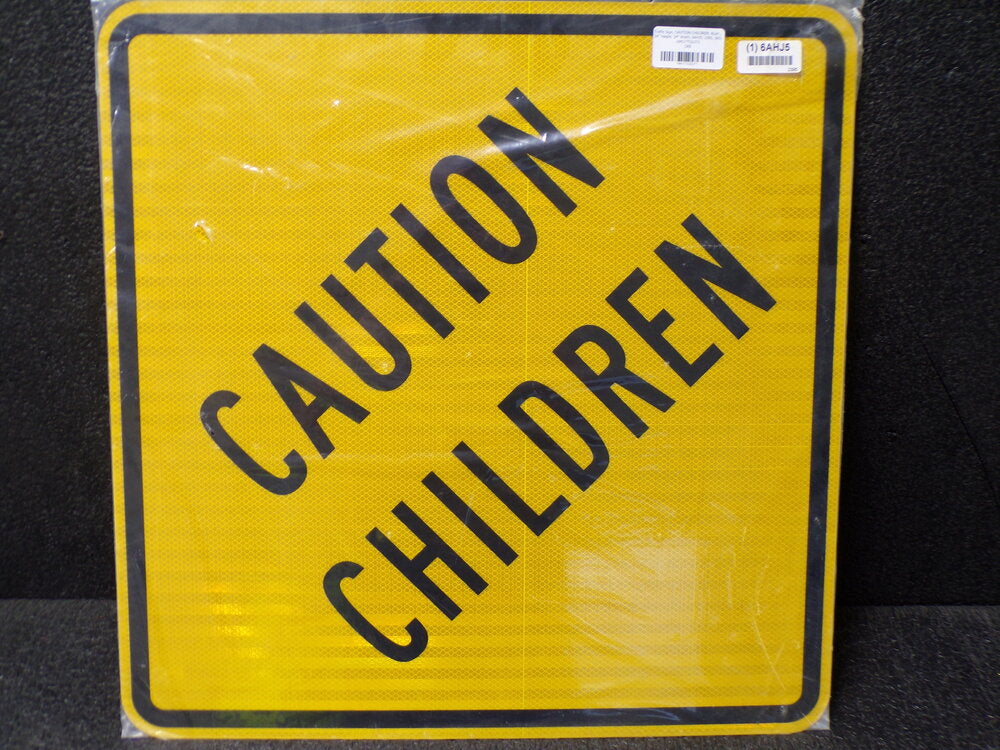 CAUTION
CHILDREN
(1) 6AHJ5